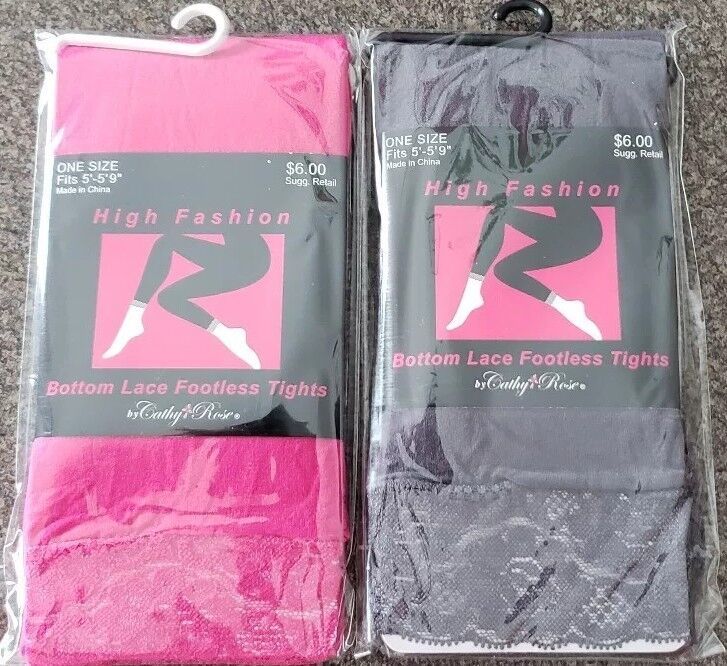 ONE SIZE
Fits 5'-5'9"
Made in China
$6.00
Sugg. Retail
High Fashion
Bottom Lace Footless Tights
by Cathy Rose®
ONE SIZE
Fits 5'-5'9"
Made in China
$6.00
Sugg. Retail
High Fashion
Bottom Lace Footless Tights
by Cathy Rose®